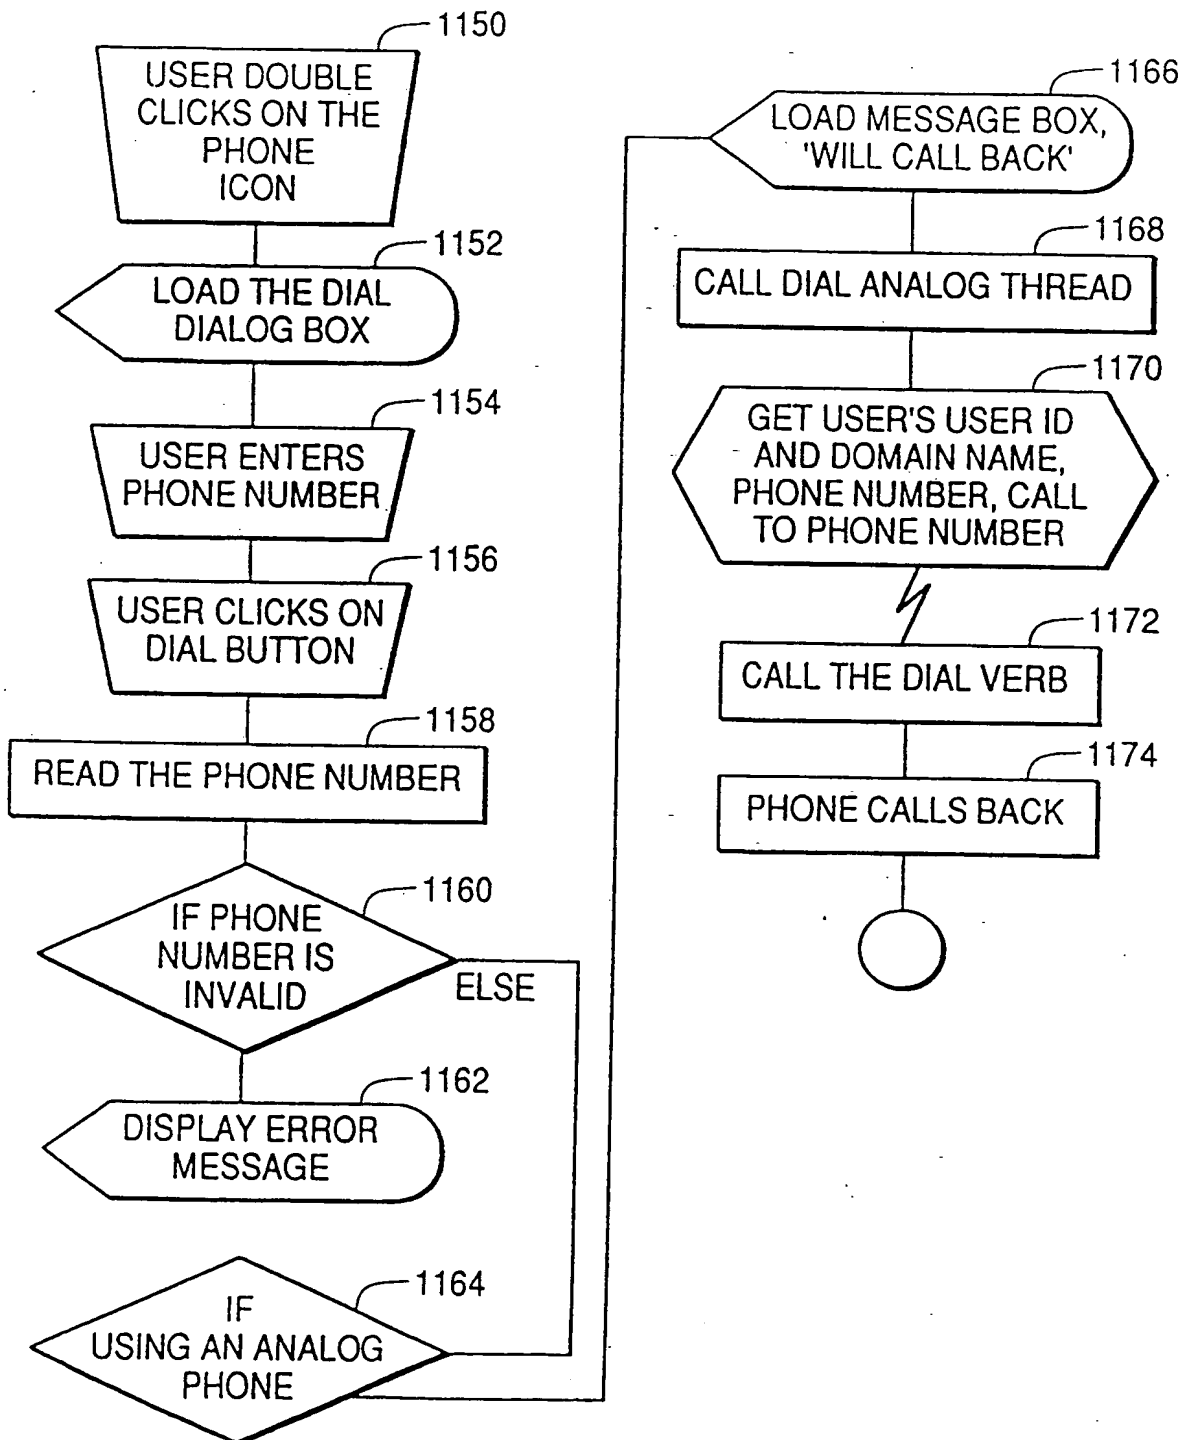 1150
USER DOUBLE
CLICKS ON THE
PHONE
ICON
1152
LOAD THE DIAL
DIALOG BOX
1154
USER ENTERS
PHONE NUMBER
1156
USER CLICKS ON
DIAL BUTTON
1158
READ THE PHONE NUMBER
1160
IF PHONE
NUMBER IS
INVALID
ELSE
1162
DISPLAY ERROR
MESSAGE
1164
IF
USING AN ANALOG
PHONE
1166
LOAD MESSAGE BOX,
'WILL CALL BACK'
1168
CALL DIAL ANALOG THREAD
1170
GET USER'S USER ID
AND DOMAIN NAME,
PHONE NUMBER, CALL
TO PHONE NUMBER
1172
CALL THE DIAL VERB
1174
PHONE CALLS BACK